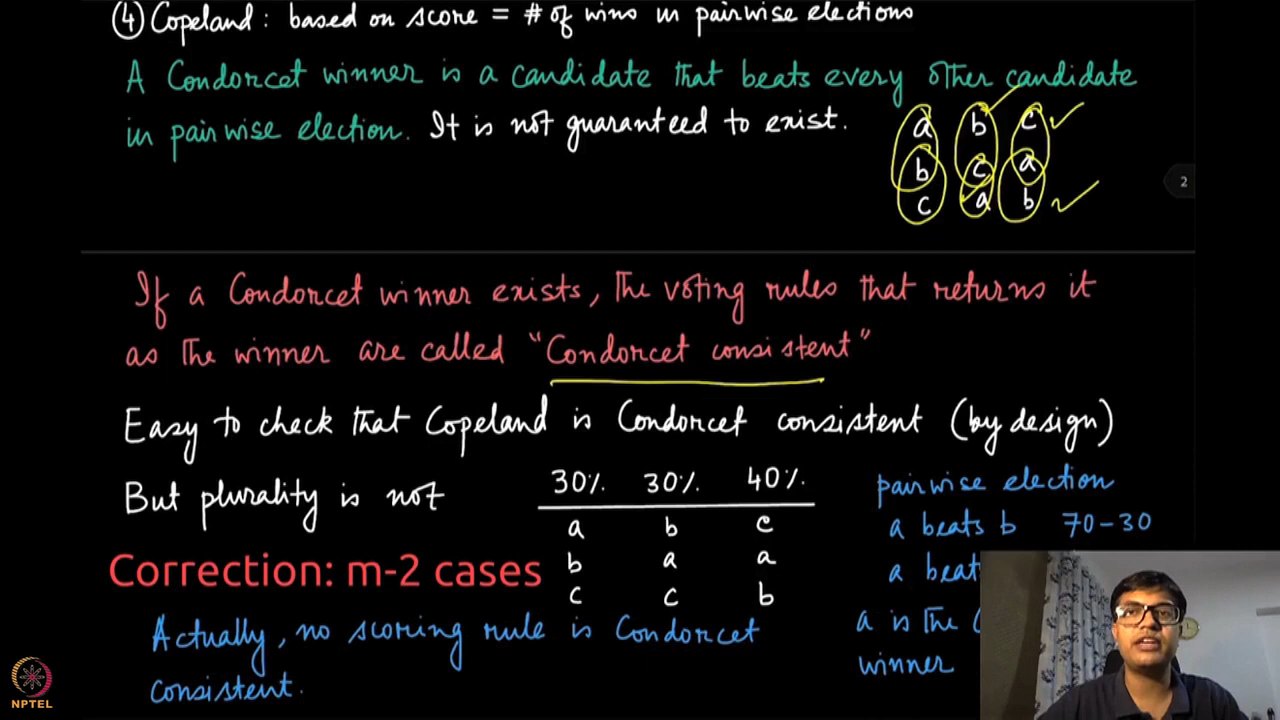 ④ Copeland: based on score = # of wins in pairwise elections
A Condorcet winner is a candidate that beats every other candidate
in pairwise election. It is not guaranteed to exist.
a b c
b c a
c a b
2
If a Condorcet winner exists, the voting rules that returns it
as the winner are called "Condorcet consistent"
Easy to check that Copeland is Condorcet consistent (by design)
But plurality is not
30% 30% 40%
a b c
b a a
c c b
pairwise election
a beats b 70-30
a beat
a is the C
winner
Correction: m-2 cases
Actually, no scoring rule is Condorcet
consistent.
NPTEL